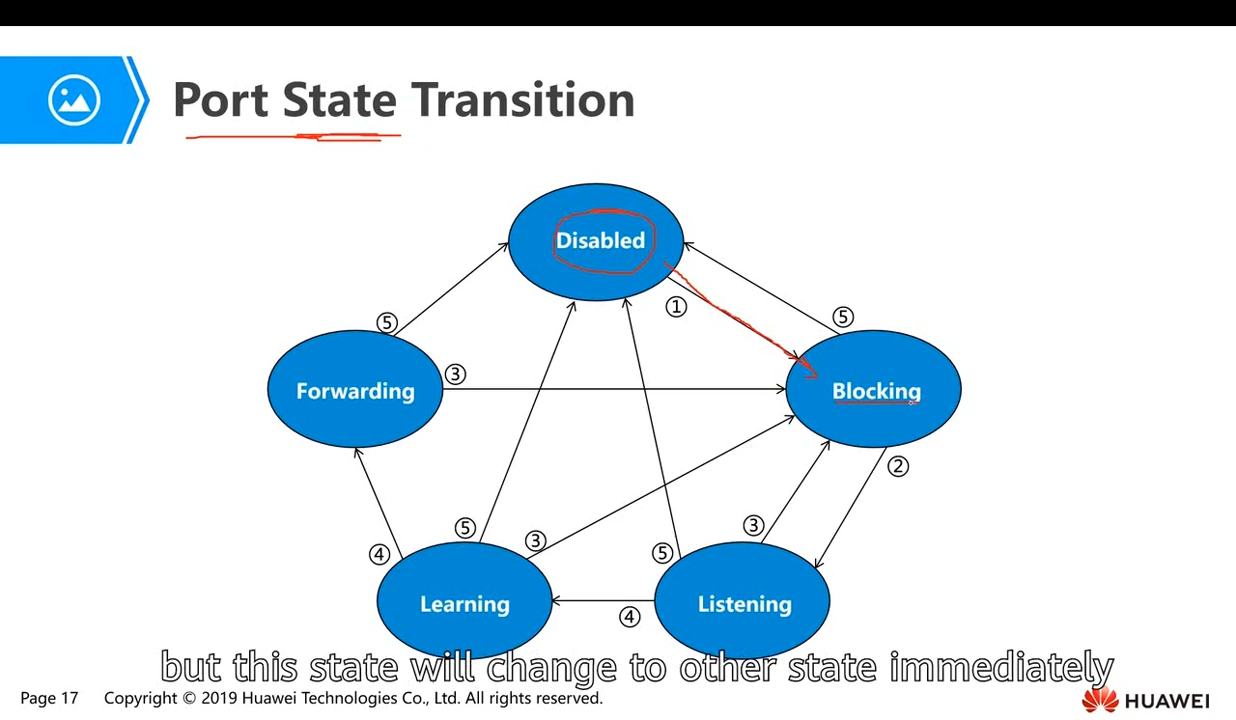 Port State Transition
Disabled
①
⑤
⑤
Forwarding
③
Blocking
②
⑤
③
③
④
⑤
Learning
④
Listening
but this state will change to other state immediately
Page 17 Copyright © 2019 Huawei Technologies Co., Ltd. All rights reserved.
HUAWEI